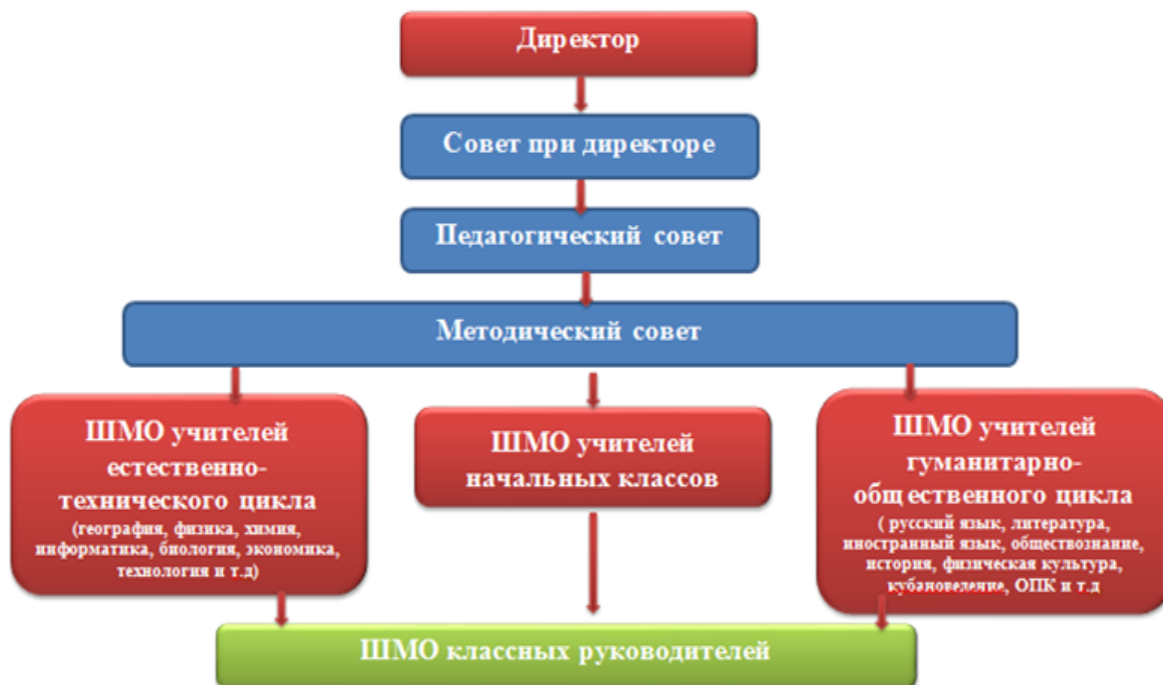 Директор
Совет при директоре
Педагогический совет
Методический совет
ШМО учителей
естественно-
технического цикла
(география, физика, химия,
информатика, биология, экономика,
технология и т.д)
ШМО учителей
начальных классов
ШМО учителей
гуманитарно-
общественного цикла
( русский язык, литература,
иностранный язык, обществознание,
история, физическая культура,
кубановедение, ОПК и т.д
ШМО классных руководителей